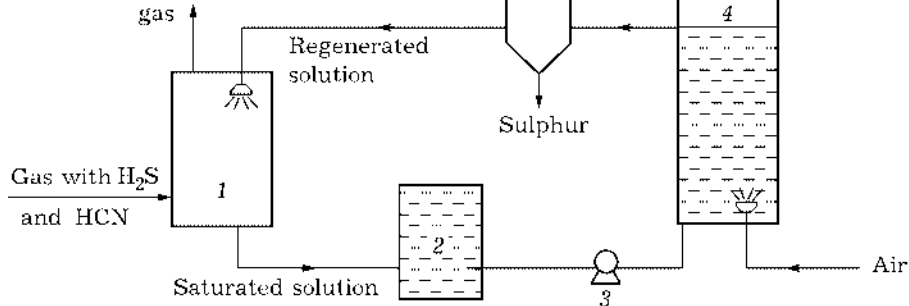 gas
4
Regenerated
solution
Sulphur
Gas with H₂S
1
and HCN
2
Saturated solution
3
Air